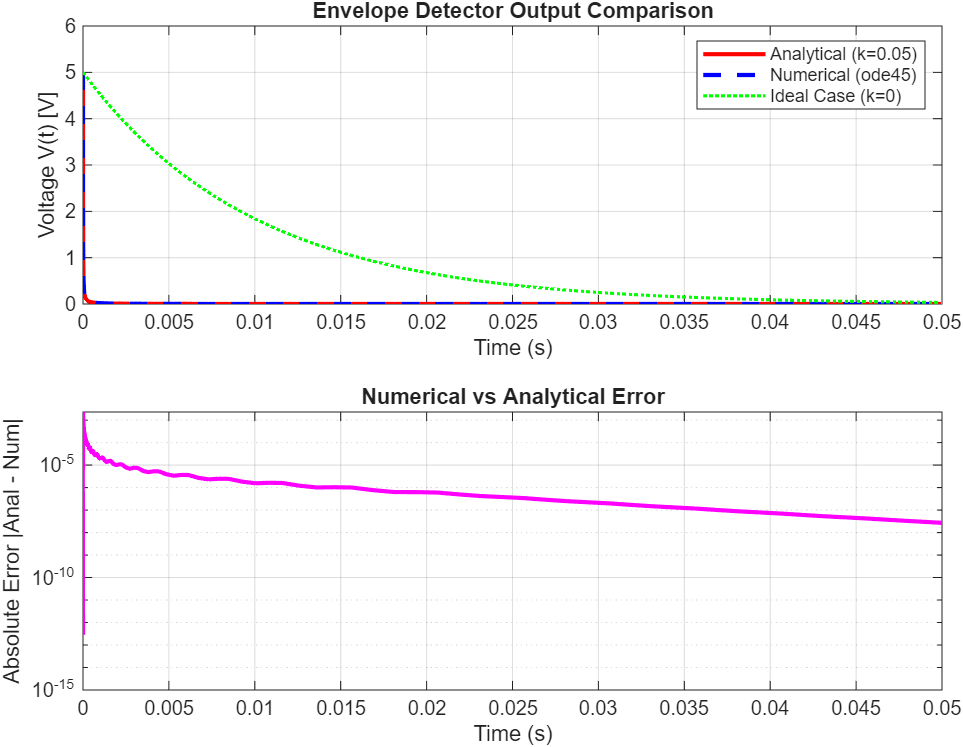 Envelope Detector Output Comparison
Voltage V(t) [V]
6
5
4
3
2
1
0
Analytical (k=0.05)
Numerical (ode45)
Ideal Case (k=0)
0 0.005 0.01 0.015 0.02 0.025 0.03 0.035 0.04 0.045 0.05
Time (s)
Numerical vs Analytical Error
Absolute Error |Anal - Num|
10⁻⁵
10⁻¹⁰
10⁻¹⁵
0 0.005 0.01 0.015 0.02 0.025 0.03 0.035 0.04 0.045 0.05
Time (s)